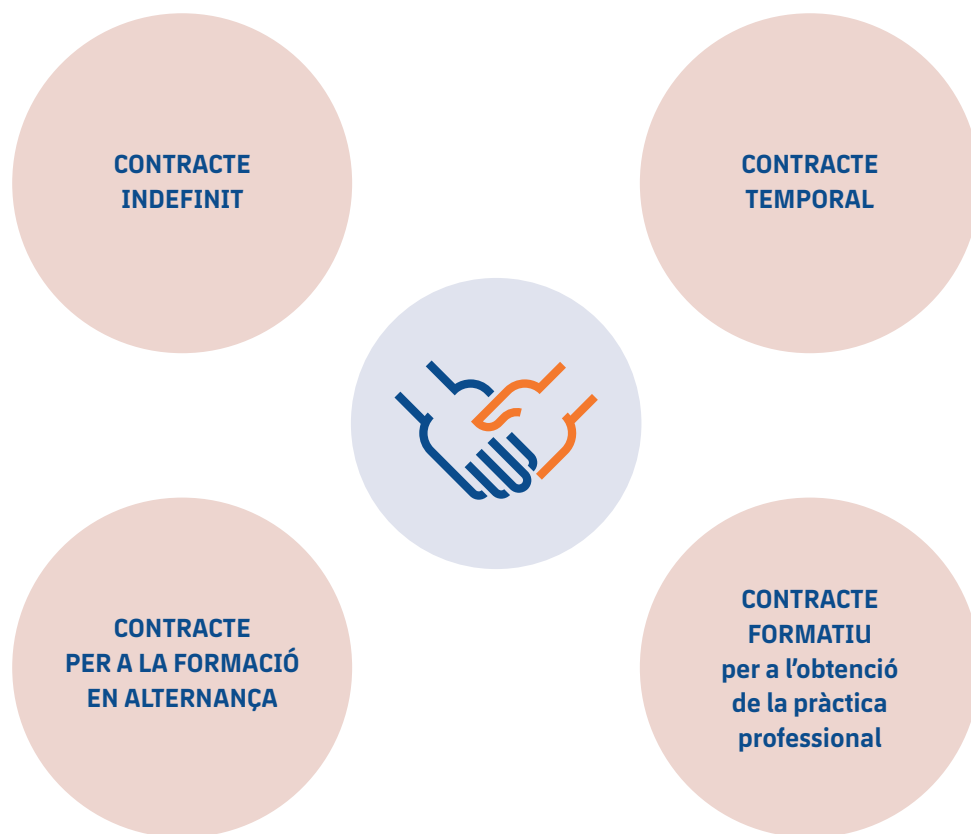 CONTRACTE
INDEFINIT
CONTRACTE
TEMPORAL
CONTRACTE
PER A LA FORMACIÓ
EN ALTERNANÇA
CONTRACTE
FORMATIU
per a l’obtenció
de la pràctica
professional